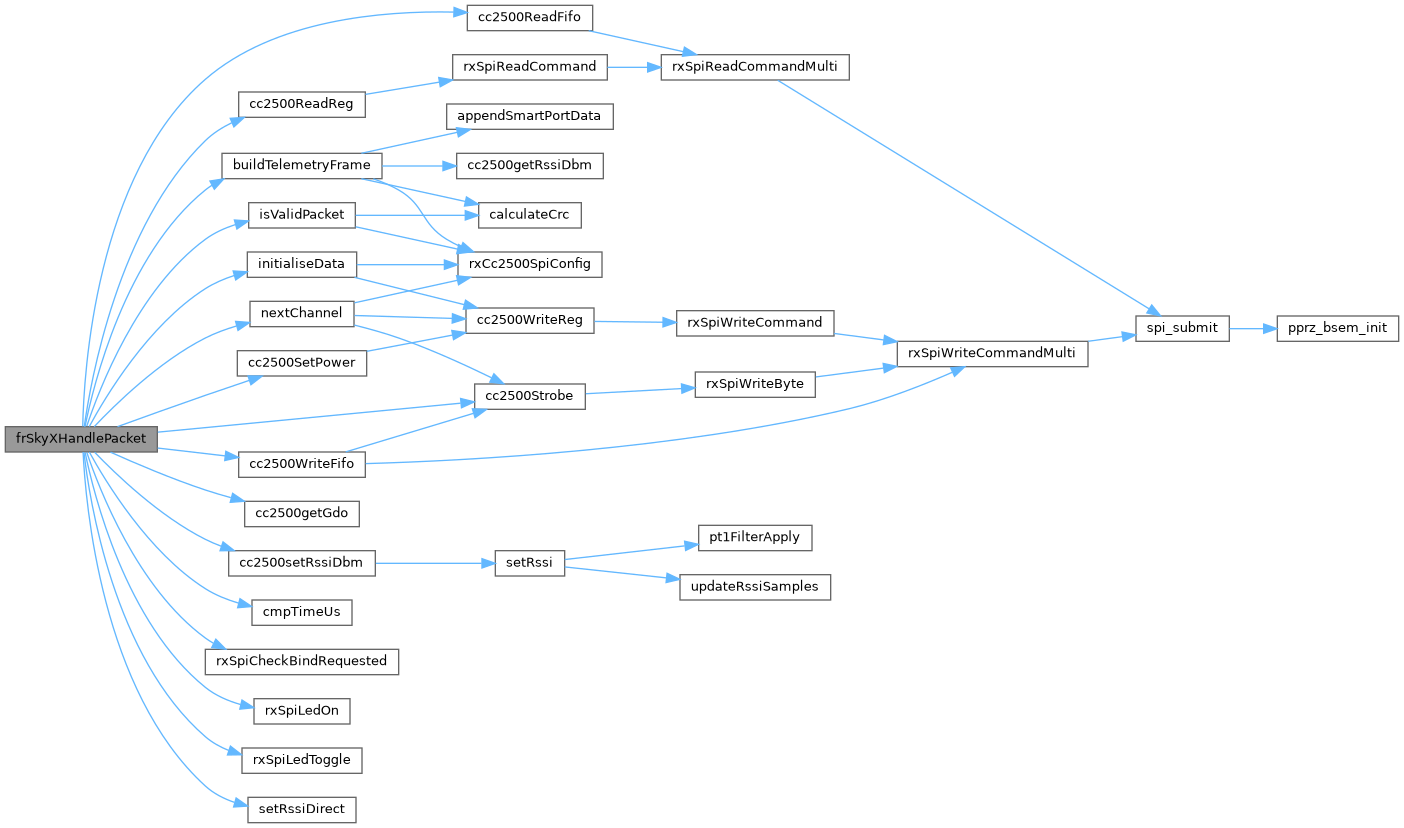 cc2500ReadFifo
rxSpiReadCommand
rxSpiReadCommandMulti
cc2500ReadReg
appendSmartPortData
buildTelemetryFrame
cc2500getRssiDbm
isValidPacket
calculateCrc
initialiseData
rxCc2500SpiConfig
nextChannel
cc2500WriteReg
rxSpiWriteCommand
spi_submit
pprz_bsem_init
cc2500SetPower
rxSpiWriteCommandMulti
cc2500Strobe
rxSpiWriteByte
frSkyXHandlePacket
cc2500WriteFifo
cc2500getGdo
cc2500setRssiDbm
setRssi
pt1FilterApply
updateRssiSamples
cmpTimeUs
rxSpiCheckBindRequested
rxSpiLedOn
rxSpiLedToggle
setRssiDirect